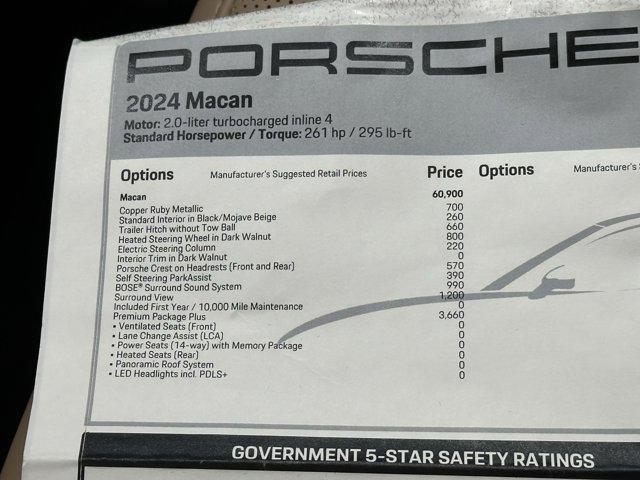 PORSCHE
2024 Macan
Motor: 2.0-liter turbocharged inline 4
Standard Horsepower / Torque: 261 hp / 295 lb-ft
Options Manufacturer's Suggested Retail Prices Price Options Manufacturer's
Macan 60,900
Copper Ruby Metallic 700
Standard Interior in Black/Mojave Beige 260
Trailer Hitch without Tow Ball 660
Heated Steering Wheel in Dark Walnut 800
Electric Steering Column 220
Interior Trim in Dark Walnut 0
Porsche Crest on Headrests (Front and Rear) 570
Self Steering ParkAssist 390
BOSE® Surround Sound System 990
Surround View 1,200
Included First Year / 10,000 Mile Maintenance 0
Premium Package Plus 3,660
• Ventilated Seats (Front) 0
• Lane Change Assist (LCA) 0
• Power Seats (14-way) with Memory Package 0
• Heated Seats (Rear) 0
• Panoramic Roof System 0
• LED Headlights incl. PDLS+ 0
GOVERNMENT 5-STAR SAFETY RATINGS